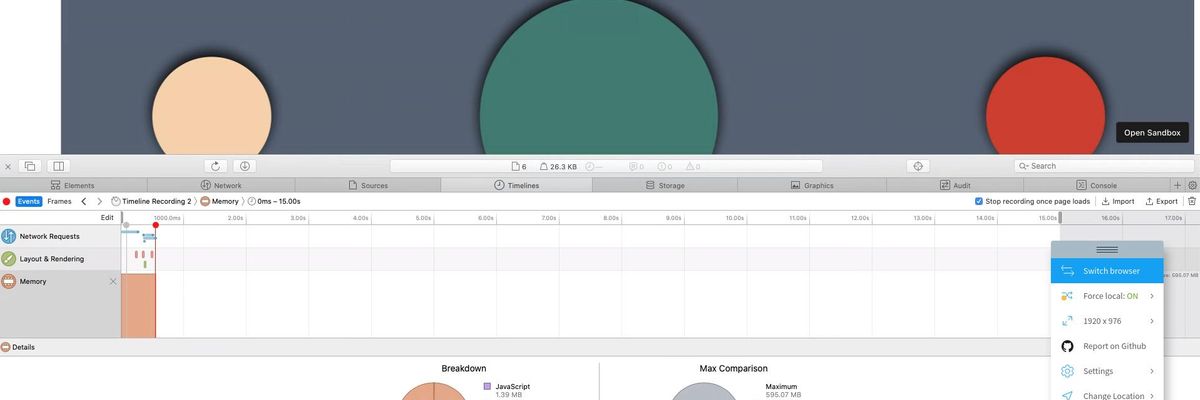 Open Sandbox
6 26.3 KB 0 0 0
Search
Elements Network Sources Timelines Storage Graphics Audit Console
Events Frames Timeline Recording 2 Memory 0ms – 15.00s Stop recording once page loads Import Export
Edit 1000.0ms 2.00s 3.00s 4.00s 5.00s 6.00s 7.00s 8.00s 9.00s 10.00s 11.00s 12.00s 13.00s 14.00s 15.00s 16.00s 17.00s
Network Requests
Layout & Rendering
Memory
595.07 MB
Switch browser
Force local: ON
1920 x 976
Report on Github
Settings
Change Location
Details
Breakdown
JavaScript
1.39 MB
Max Comparison
Maximum
595.07 MB